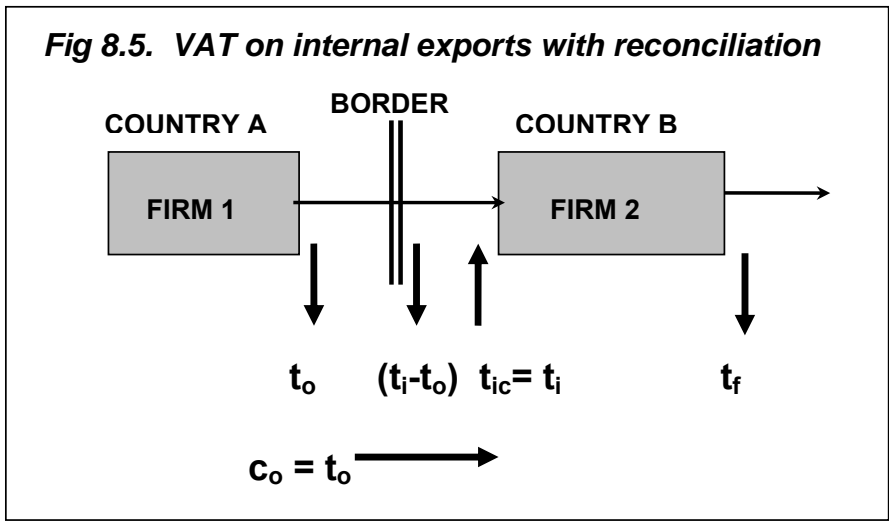 Fig 8.5. VAT on internal exports with reconciliation
BORDER
COUNTRY A COUNTRY B
FIRM 1 FIRM 2
tₒ (tᵢ-tₒ) tᵢc= tᵢ t_f
cₒ = tₒ